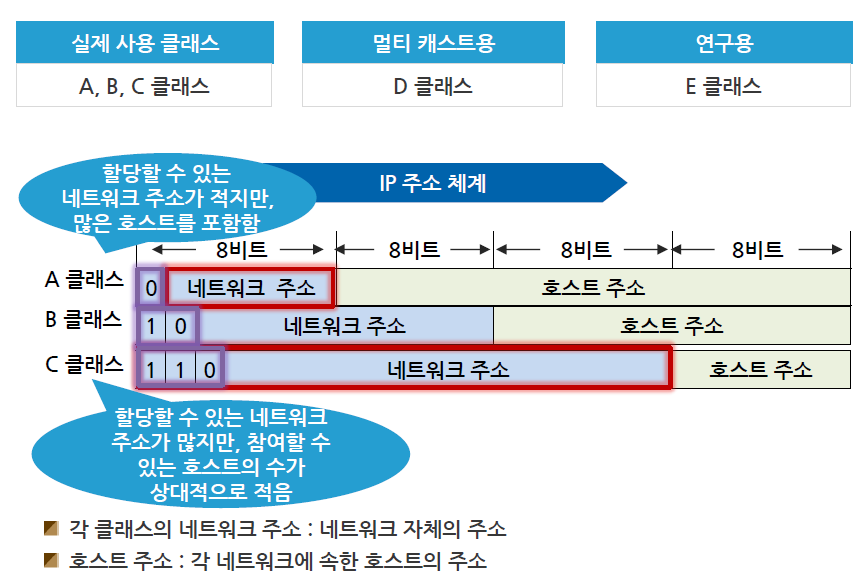 실제 사용 클래스
A, B, C 클래스
멀티 캐스트용
D 클래스
연구용
E 클래스
할당할 수 있는
네트워크 주소가 적지만,
많은 호스트를 포함함
IP 주소 체계
8비트 8비트 8비트 8비트
A 클래스 0 네트워크 주소 호스트 주소
B 클래스 1 0 네트워크 주소 호스트 주소
C 클래스 1 1 0 네트워크 주소 호스트 주소
할당할 수 있는 네트워크
주소가 많지만, 참여할 수
있는 호스트의 수가
상대적으로 적음
각 클래스의 네트워크 주소 : 네트워크 자체의 주소
호스트 주소 : 각 네트워크에 속한 호스트의 주소